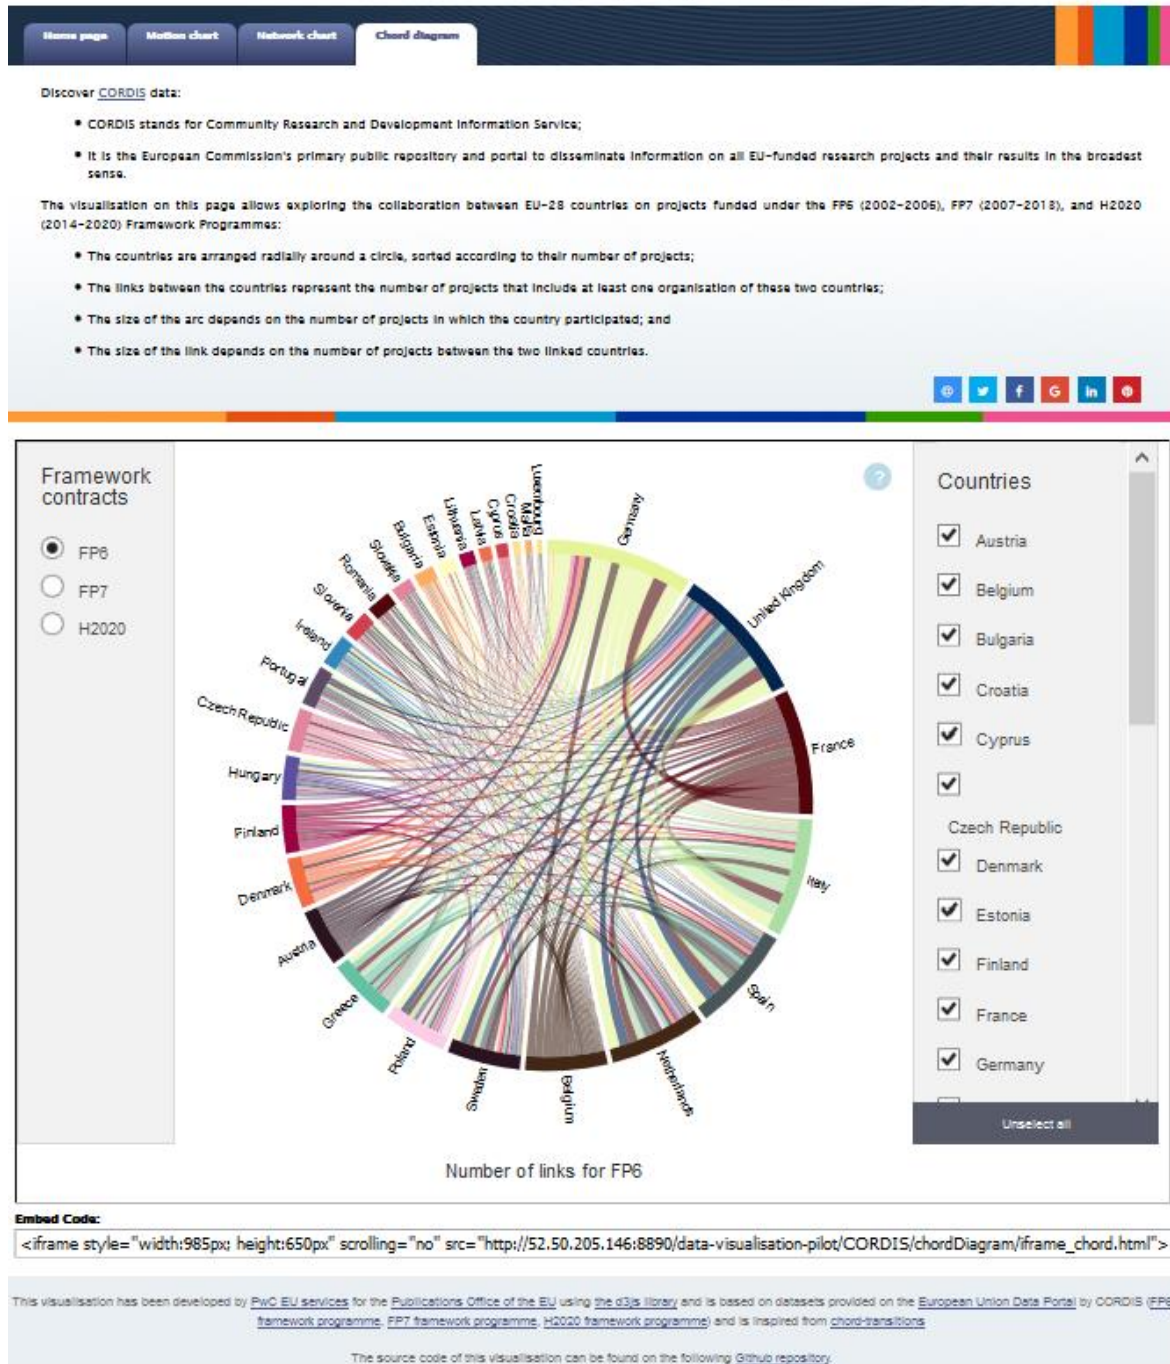 Home page Motion chart Network chart Chord diagram
Discover CORDIS data:
• CORDIS stands for Community Research and Development Information Service;
• It is the European Commission's primary public repository and portal to disseminate information on all EU-funded research projects and their results in the broadest
sense.
The visualisation on this page allows exploring the collaboration between EU-28 countries on projects funded under the FP6 (2002-2006), FP7 (2007-2013), and H2020
(2014-2020) Framework Programmes:
• The countries are arranged radially around a circle, sorted according to their number of projects;
• The links between the countries represent the number of projects that include at least one organisation of these two countries;
• The size of the arc depends on the number of projects in which the country participated; and
• The size of the link depends on the number of projects between the two linked countries.
@ f G in
Framework
contracts
FP6
FP7
H2020
Germany
United Kingdom
France
Italy
Spain
Netherlands
Belgium
Sweden
Poland
Greece
Austria
Denmark
Finland
Hungary
Czech Republic
Portugal
Ireland
Slovenia
Romania
Slovakia
Bulgaria
Estonia
Lithuania
Latvia
Cyprus
Croatia
Malta
Luxembourg
?
Countries
Austria
Belgium
Bulgaria
Croatia
Cyprus
Czech Republic
Denmark
Estonia
Finland
France
Germany
Unselect all
Number of links for FP6
Embed Code:
<iframe style="width:985px; height:650px" scrolling="no" src="http://52.50.205.146:8890/data-visualisation-pilot/CORDIS/chordDiagram/iframe_chord.html">
This visualisation has been developed by PwC EU services for the Publications Office of the EU using the d3js library and is based on datasets provided on the European Union Data Portal by CORDIS (FP6
framework programme, FP7 framework programme, H2020 framework programme) and is inspired from chord-transitions
The source code of this visualisation can be found on the following Github repository.